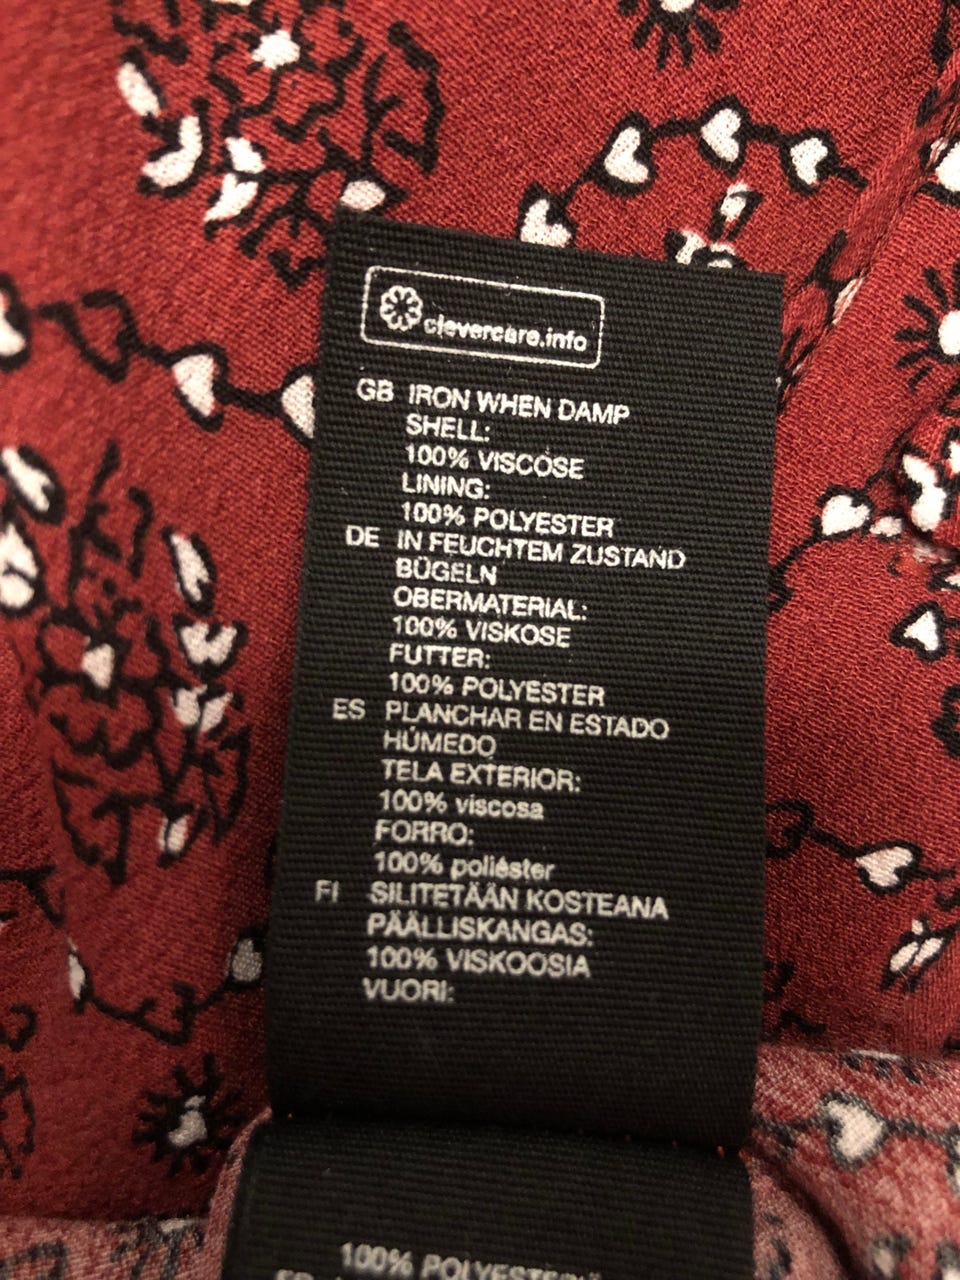 clevercare.info
GB IRON WHEN DAMP
SHELL:
100% VISCOSE
LINING:
100% POLYESTER
DE IN FEUCHTEM ZUSTAND
BÜGELN
OBERMATERIAL:
100% VISKOSE
FUTTER:
100% POLYESTER
ES PLANCHAR EN ESTADO
HÚMEDO
TELA EXTERIOR:
100% viscosa
FORRO:
100% poliéster
FI SILITETÄÄN KOSTEANA
PÄÄLLISKANGAS:
100% VISKOOSIA
VUORI:
100%